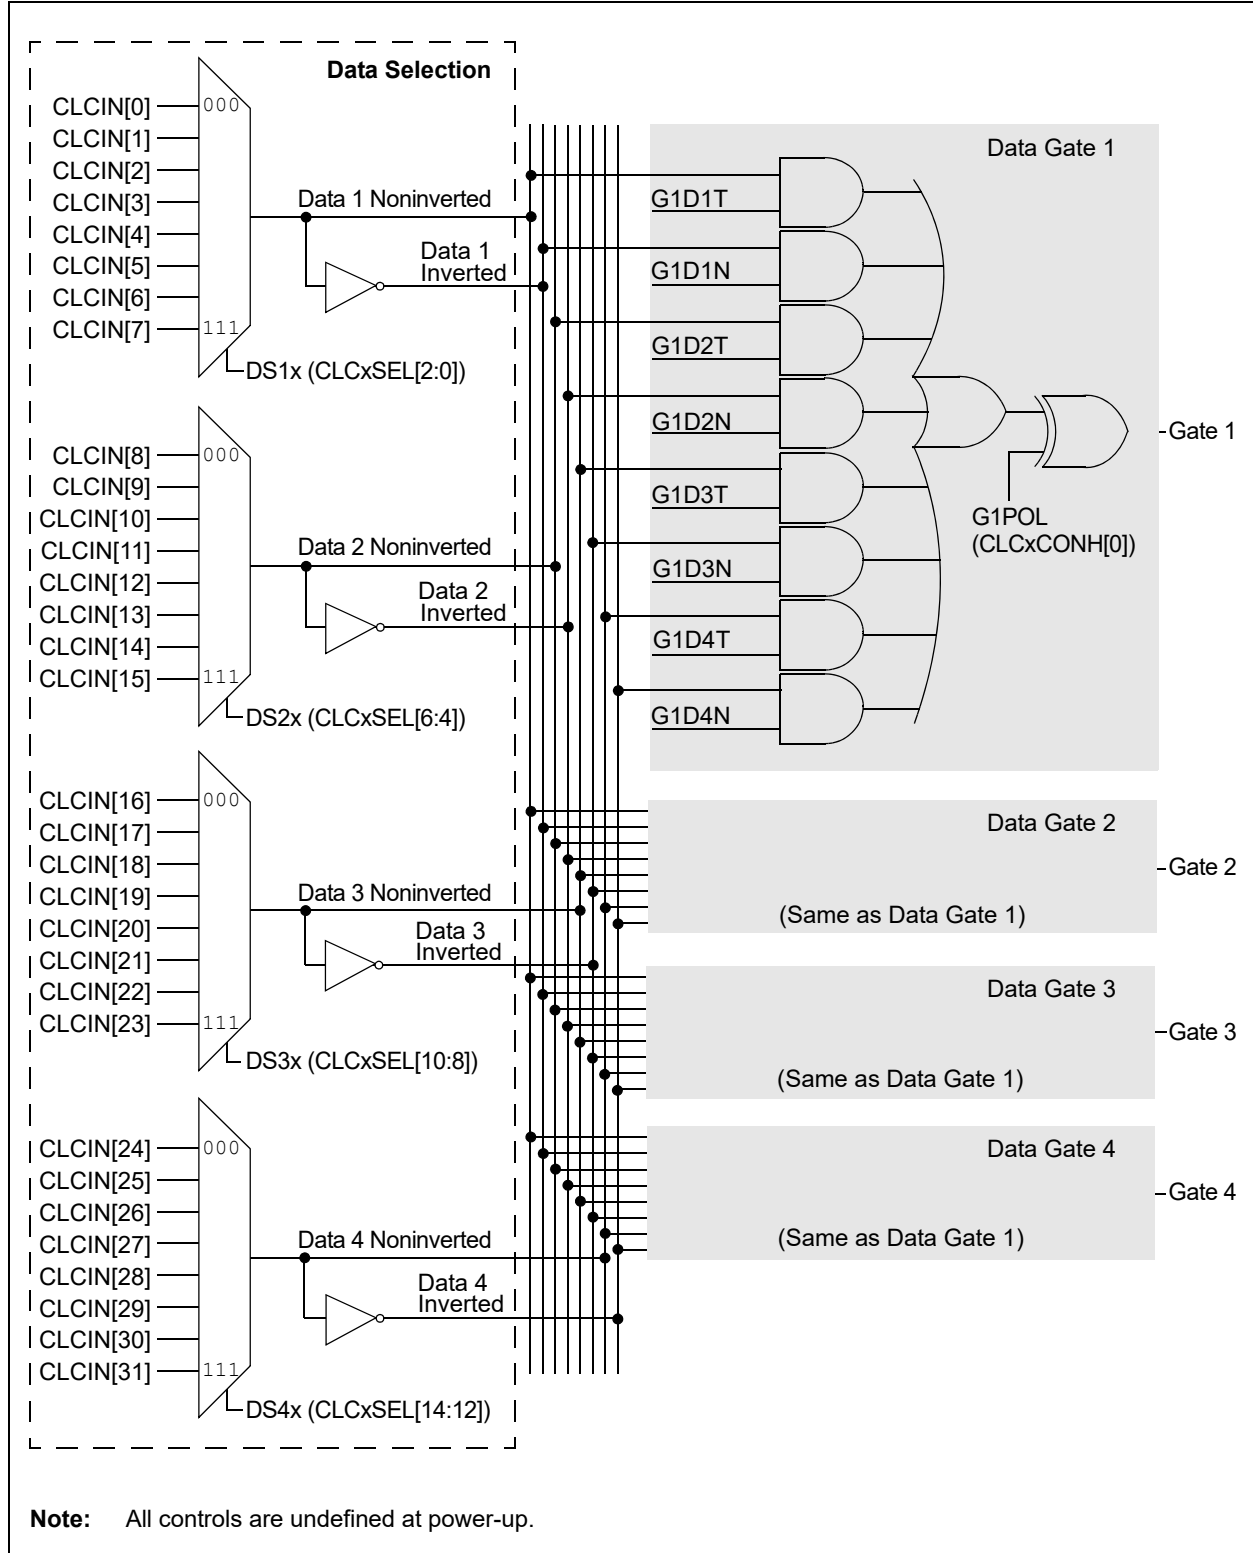 Data Selection
CLCIN[0]
CLCIN[1]
CLCIN[2]
CLCIN[3]
CLCIN[4]
CLCIN[5]
CLCIN[6]
CLCIN[7]
000
111
Data 1 Noninverted
Data 1
Inverted
DS1x (CLCxSEL[2:0])
CLCIN[8]
CLCIN[9]
CLCIN[10]
CLCIN[11]
CLCIN[12]
CLCIN[13]
CLCIN[14]
CLCIN[15]
000
111
Data 2 Noninverted
Data 2
Inverted
DS2x (CLCxSEL[6:4])
CLCIN[16]
CLCIN[17]
CLCIN[18]
CLCIN[19]
CLCIN[20]
CLCIN[21]
CLCIN[22]
CLCIN[23]
000
111
Data 3 Noninverted
Data 3
Inverted
DS3x (CLCxSEL[10:8])
CLCIN[24]
CLCIN[25]
CLCIN[26]
CLCIN[27]
CLCIN[28]
CLCIN[29]
CLCIN[30]
CLCIN[31]
000
111
Data 4 Noninverted
Data 4
Inverted
DS4x (CLCxSEL[14:12])
Data Gate 1
G1D1T
G1D1N
G1D2T
G1D2N
G1D3T
G1D3N
G1D4T
G1D4N
G1POL
(CLCxCONH[0])
Gate 1
Data Gate 2
(Same as Data Gate 1)
Gate 2
Data Gate 3
(Same as Data Gate 1)
Gate 3
Data Gate 4
(Same as Data Gate 1)
Gate 4
Note: All controls are undefined at power-up.